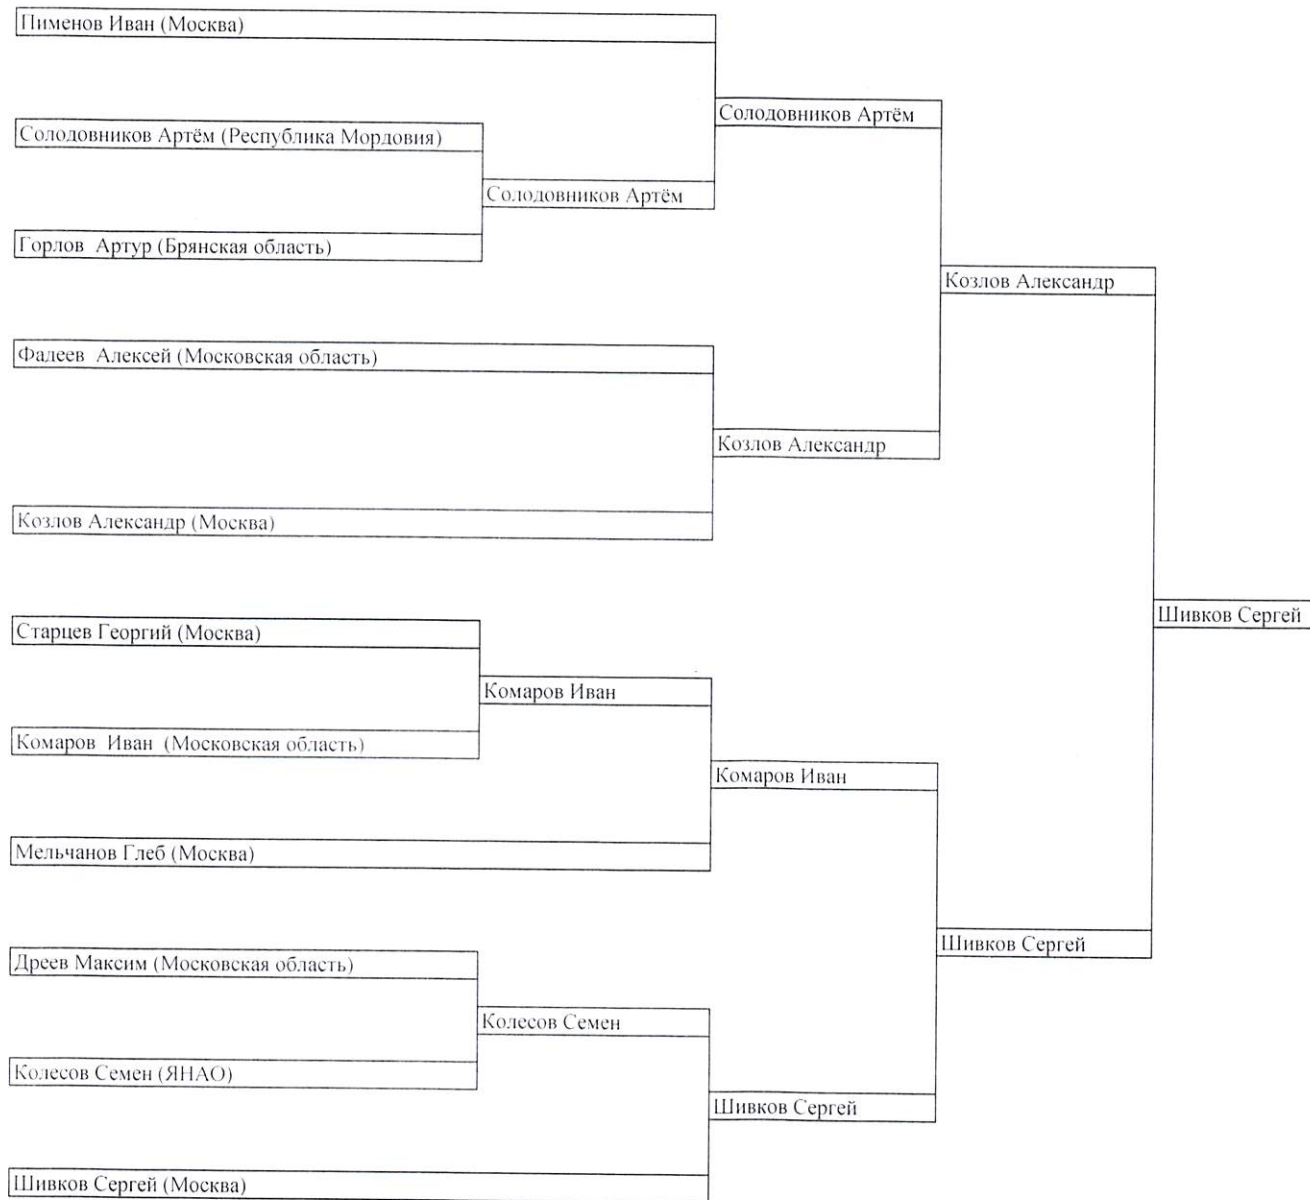 Пименов Иван (Москва)
Солодовников Артём
Солодовников Артём (Республика Мордовия)
Солодовников Артём
Горлов Артур (Брянская область)
Козлов Александр
Фадеев Алексей (Московская область)
Козлов Александр
Козлов Александр (Москва)
Шивков Сергей
Старцев Георгий (Москва)
Комаров Иван
Комаров Иван (Московская область)
Комаров Иван
Мельчанов Глеб (Москва)
Шивков Сергей
Дреев Максим (Московская область)
Колесов Семен
Колесов Семен (ЯНАО)
Шивков Сергей
Шивков Сергей (Москва)